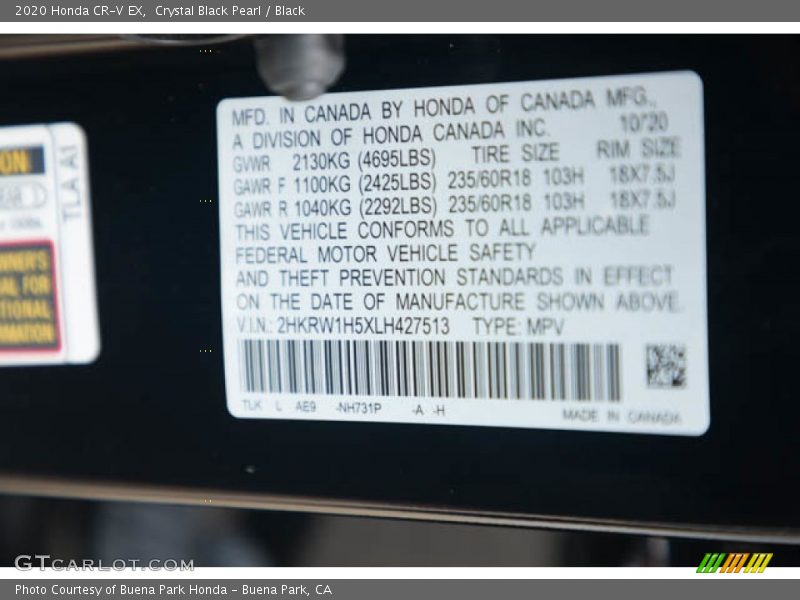 2020 Honda CR-V EX, Crystal Black Pearl / Black
MFD. IN CANADA BY HONDA OF CANADA MFG.,
A DIVISION OF HONDA CANADA INC. 10/20
GVWR 2130KG (4695LBS) TIRE SIZE RIM SIZE
GAWR F 1100KG (2425LBS) 235/60R18 103H 18X7.5J
GAWR R 1040KG (2292LBS) 235/60R18 103H 18X7.5J
THIS VEHICLE CONFORMS TO ALL APPLICABLE
FEDERAL MOTOR VEHICLE SAFETY
AND THEFT PREVENTION STANDARDS IN EFFECT
ON THE DATE OF MANUFACTURE SHOWN ABOVE.
V.I.N.: 2HKRW1H5XLH427513 TYPE: MPV
TLK L AE9 -NH731P -A -H
MADE IN CANADA
TLA A1
GTcarlot.com
Photo Courtesy of Buena Park Honda - Buena Park, CA